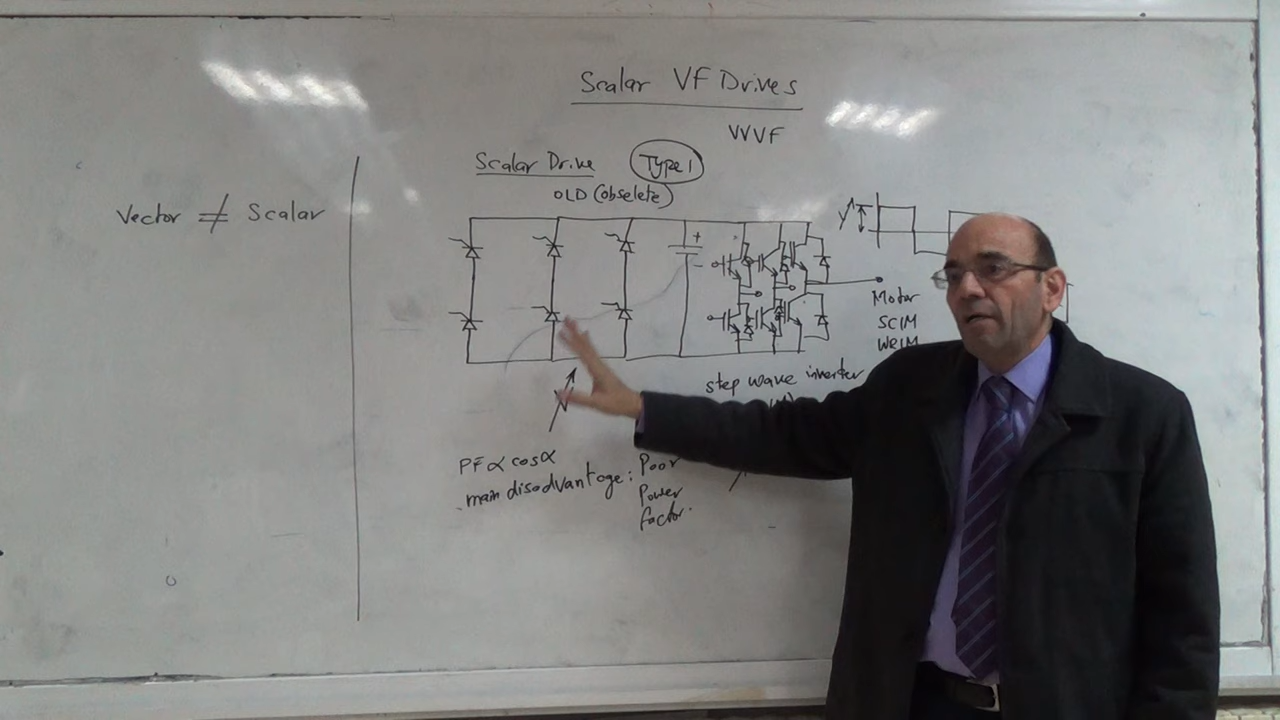 Scalar VF Drives
VVVF
Vector ≠ Scalar
Scalar Drive
Type 1
OLD (obselete)
+
-
Motor
SCIM
WRIM
step wave inverter
PF α cosα
main disadvantage: Poor
Power
factor.